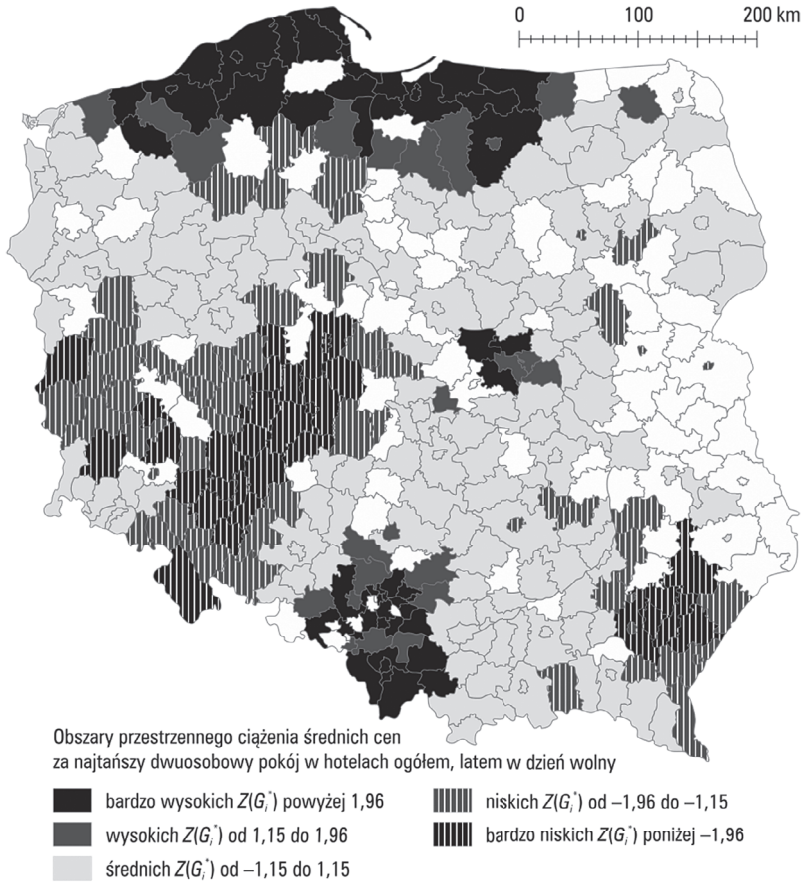 0 100 200 km
Obszary przestrzennego ciążenia średnich cen
za najtańszy dwuosobowy pokój w hotelach ogółem, latem w dzień wolny
bardzo wysokich Z(Gᵢ*) powyżej 1,96
wysokich Z(Gᵢ*) od 1,15 do 1,96
średnich Z(Gᵢ*) od –1,15 do 1,15
niskich Z(Gᵢ*) od –1,96 do –1,15
bardzo niskich Z(Gᵢ*) poniżej –1,96